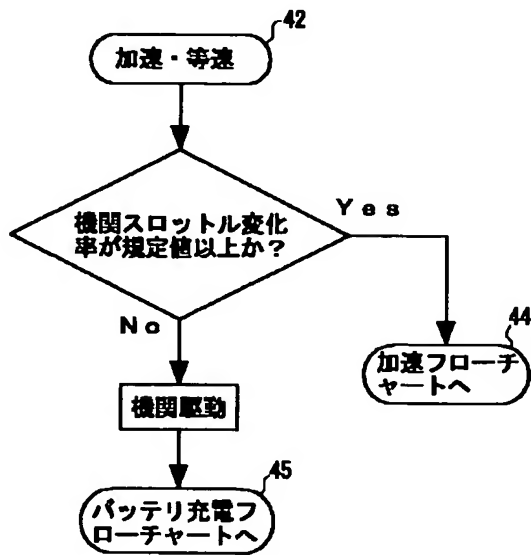 42
加速・等速
機関スロットル変化
率が規定値以上か？
Yes
No
44
加速フローチ
ャートへ
機関駆動
45
バッテリ充電フ
ローチャートへ